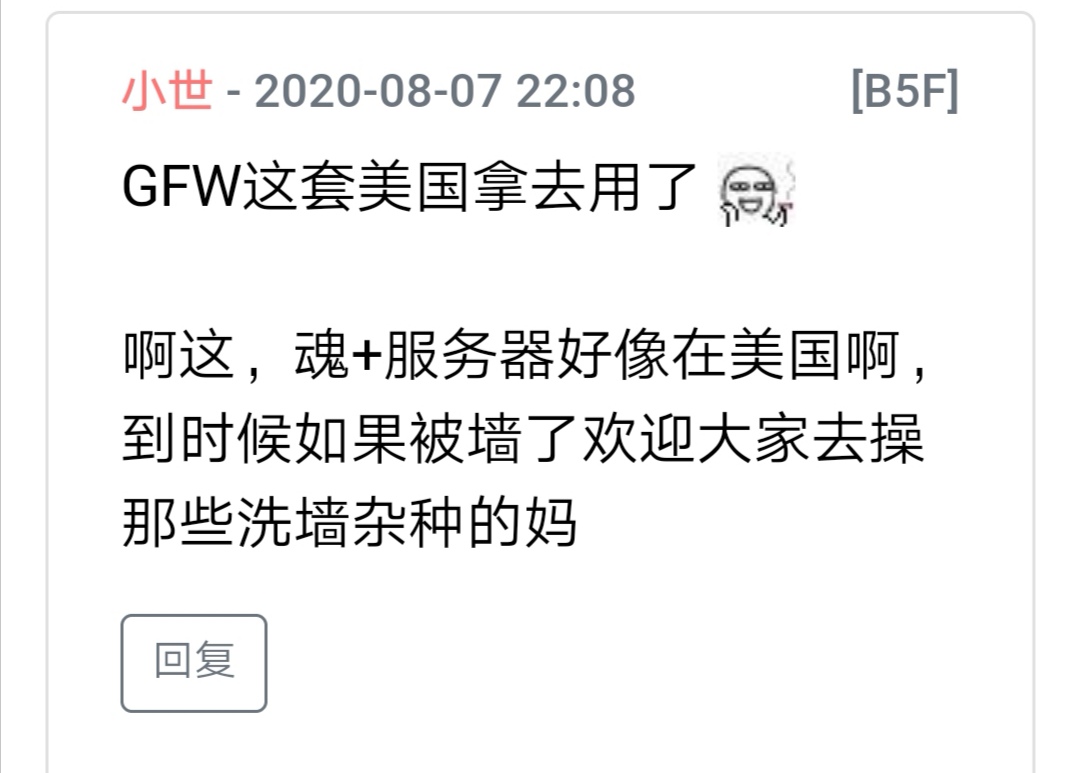 小世 - 2020-08-07 22:08 [B5F]
GFW这套美国拿去用了
啊这，魂+服务器好像在美国啊，
到时候如果被墙了欢迎大家去操
那些洗墙杂种的妈
回复